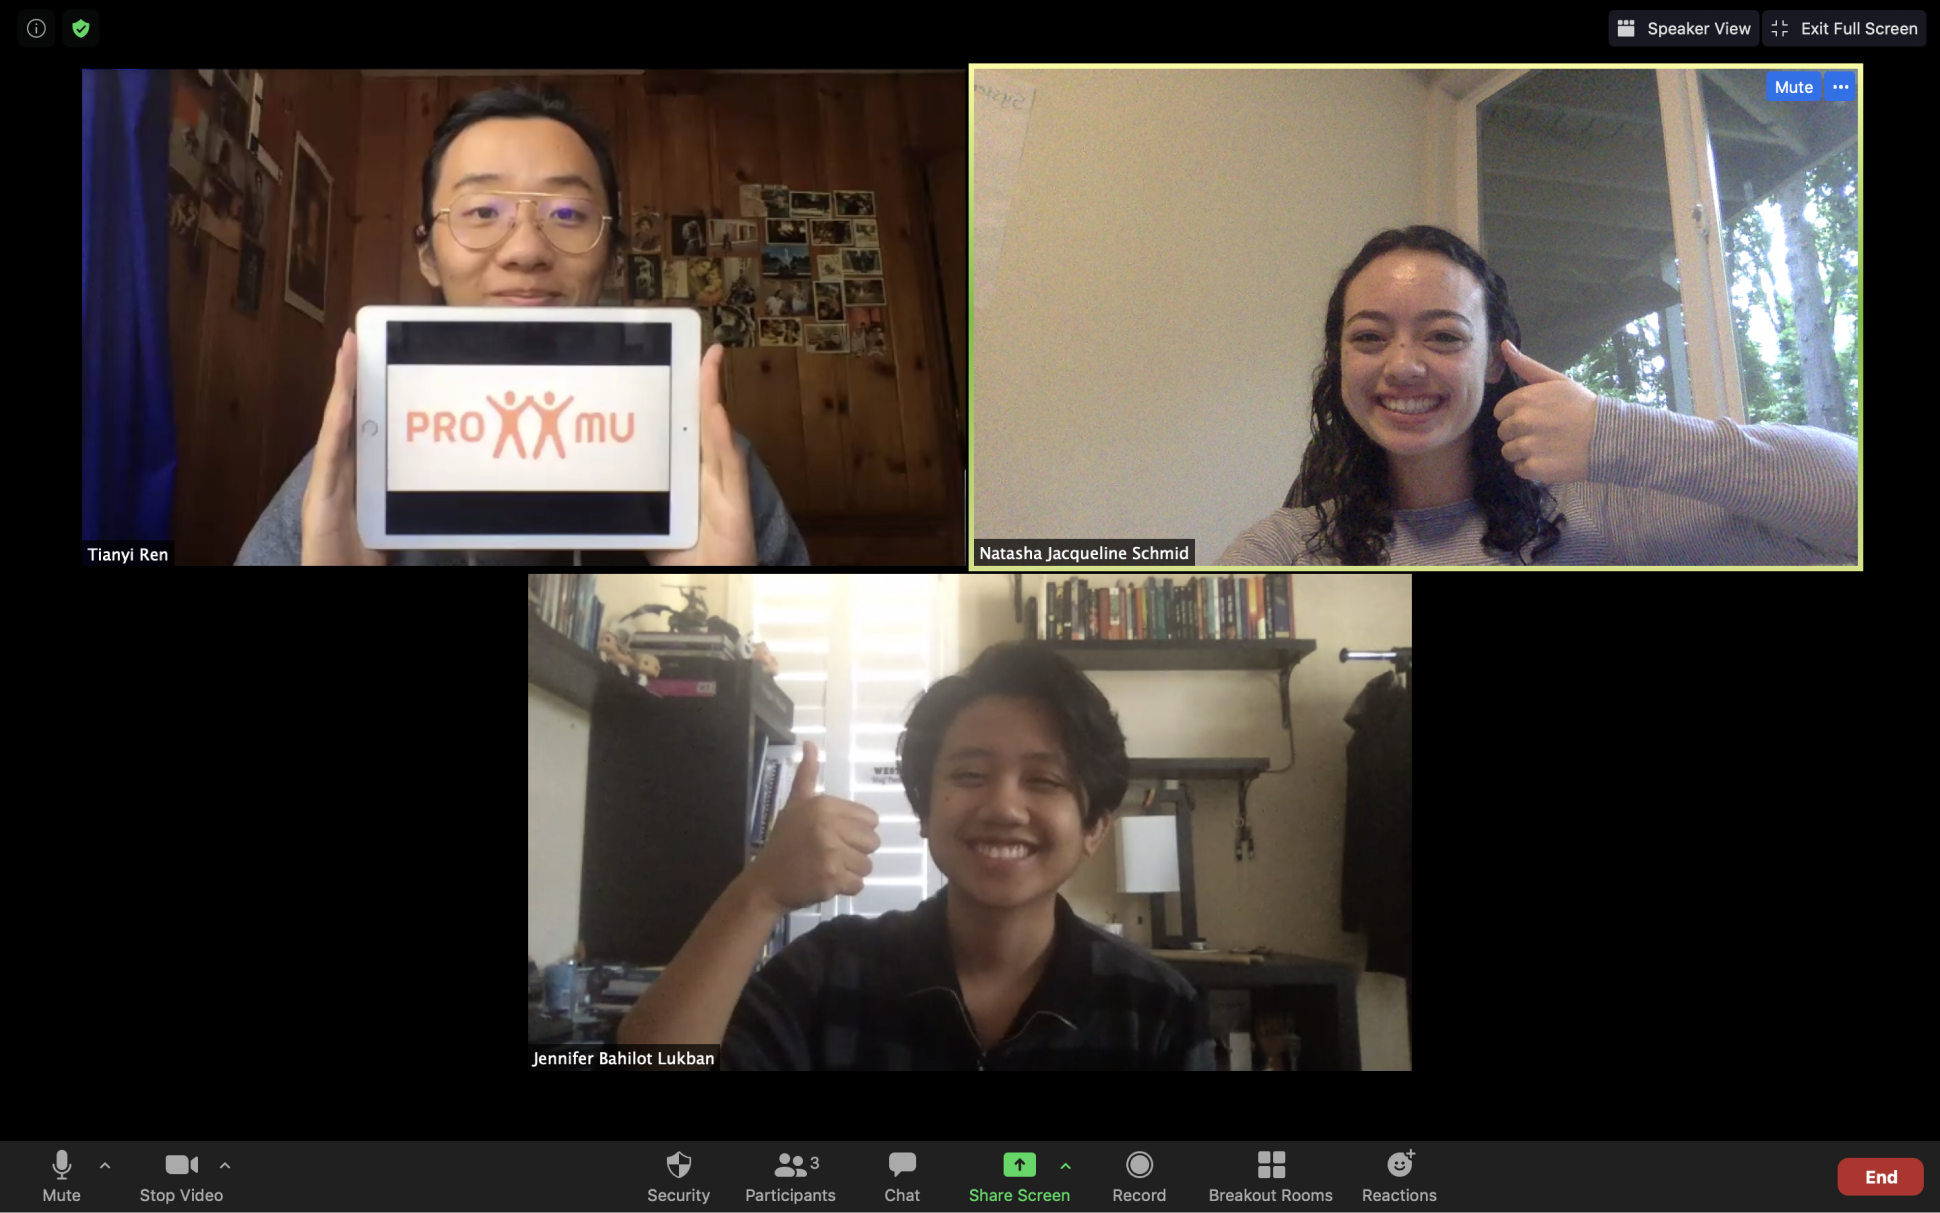 Speaker View
Exit Full Screen
Mute
PRO MU
Tianyi Ren
Natasha Jacqueline Schmid
WEST
Jennifer Bahilot Lukban
Mute
Stop Video
Security
Participants
3
Chat
Share Screen
Record
Breakout Rooms
Reactions
End